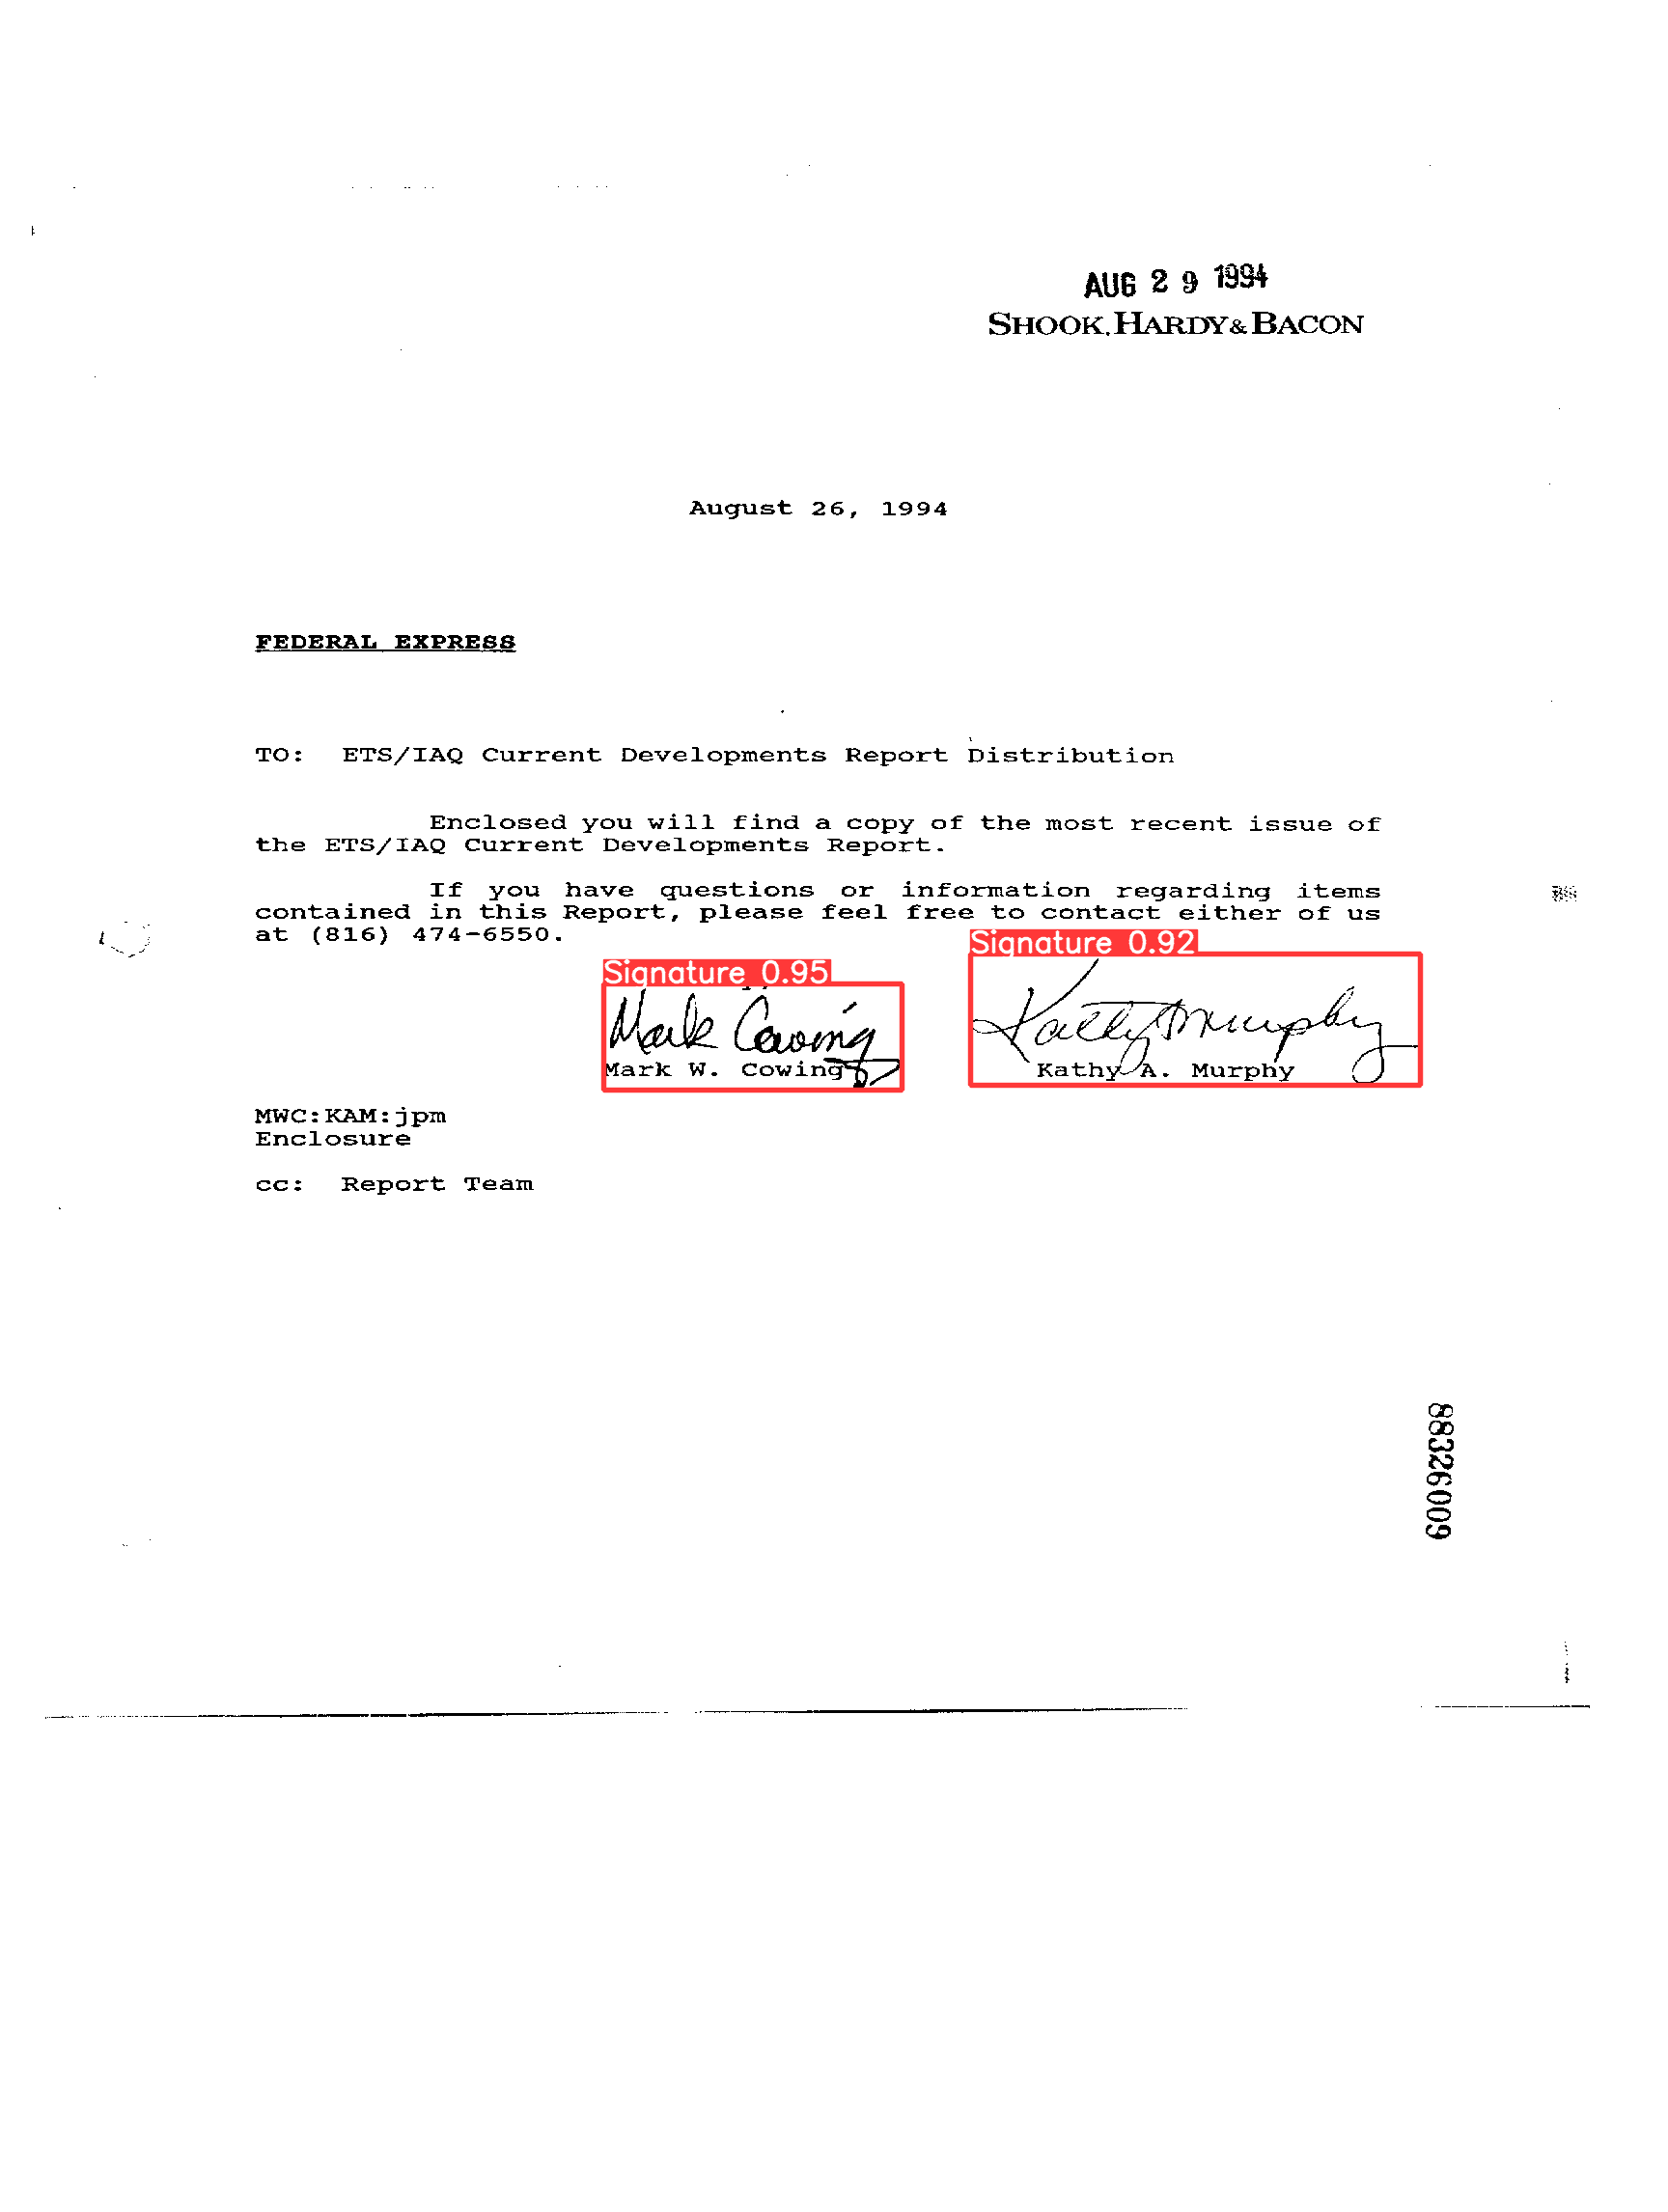 AUG 29 1994
SHOOK, HARDY & BACON
August 26, 1994
FEDERAL EXPRESS
TO: ETS/IAQ Current Developments Report Distribution
Enclosed you will find a copy of the most recent issue of
the ETS/IAQ Current Developments Report.
If you have questions or information regarding items
contained in this Report, please feel free to contact either of us
at (816) 474-6550.
Signature 0.95
Signature 0.92
Mark Cowing
Kathy A Murphy
Mark W. Cowing
Kathy A. Murphy
MWC:KAM:jpm
Enclosure
cc: Report Team
88326009